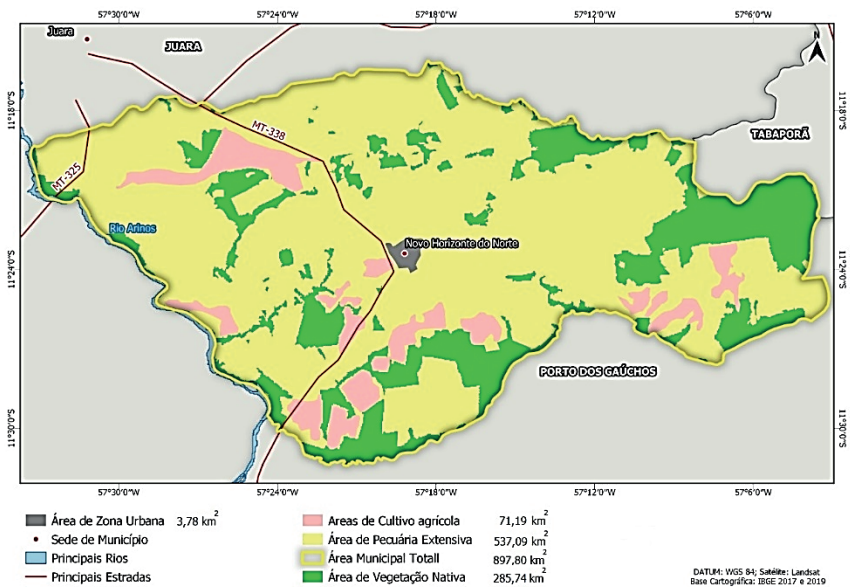 57°30'0"W 57°24'0"W 57°18'0"W 57°12'0"W 57°6'0"W
Juara
JUARA
N
11°18'0"S 11°18'0"S
MT-338
TABAPORÃ
MT-325
Rio Arinos
Novo Horizonte do Norte
11°24'0"S 11°24'0"S
PORTO DOS GAÚCHOS
11°30'0"S 11°30'0"S
57°30'0"W 57°24'0"W 57°18'0"W 57°12'0"W 57°6'0"W
Área de Zona Urbana 3,78 km²
Sede de Município
Principais Rios
Principais Estradas
Areas de Cultivo agrícola 71,19 km²
Área de Pecuária Extensiva 537,09 km²
Área Municipal Totall 897,80 km²
Área de Vegetação Nativa 285,74 km²
DATUM: WGS 84; Satélite: Landsat
Base Cartográfica: IBGE 2017 e 2019